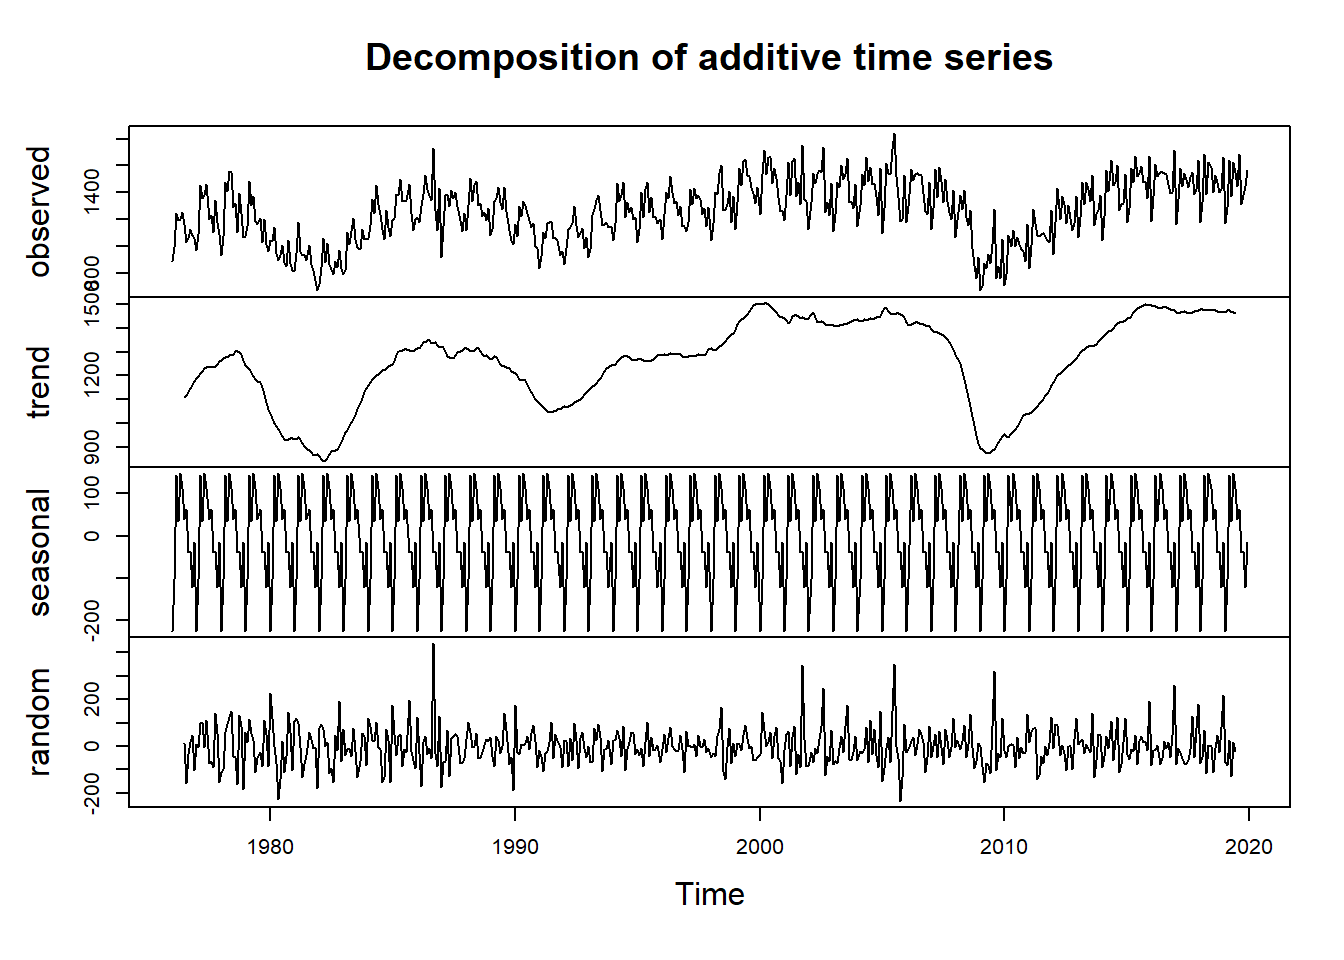 Decomposition of additive time series
observed
1400
800
trend
1500
1200
900
seasonal
100
0
-200
random
200
0
-200
1980 1990 2000 2010 2020
Time